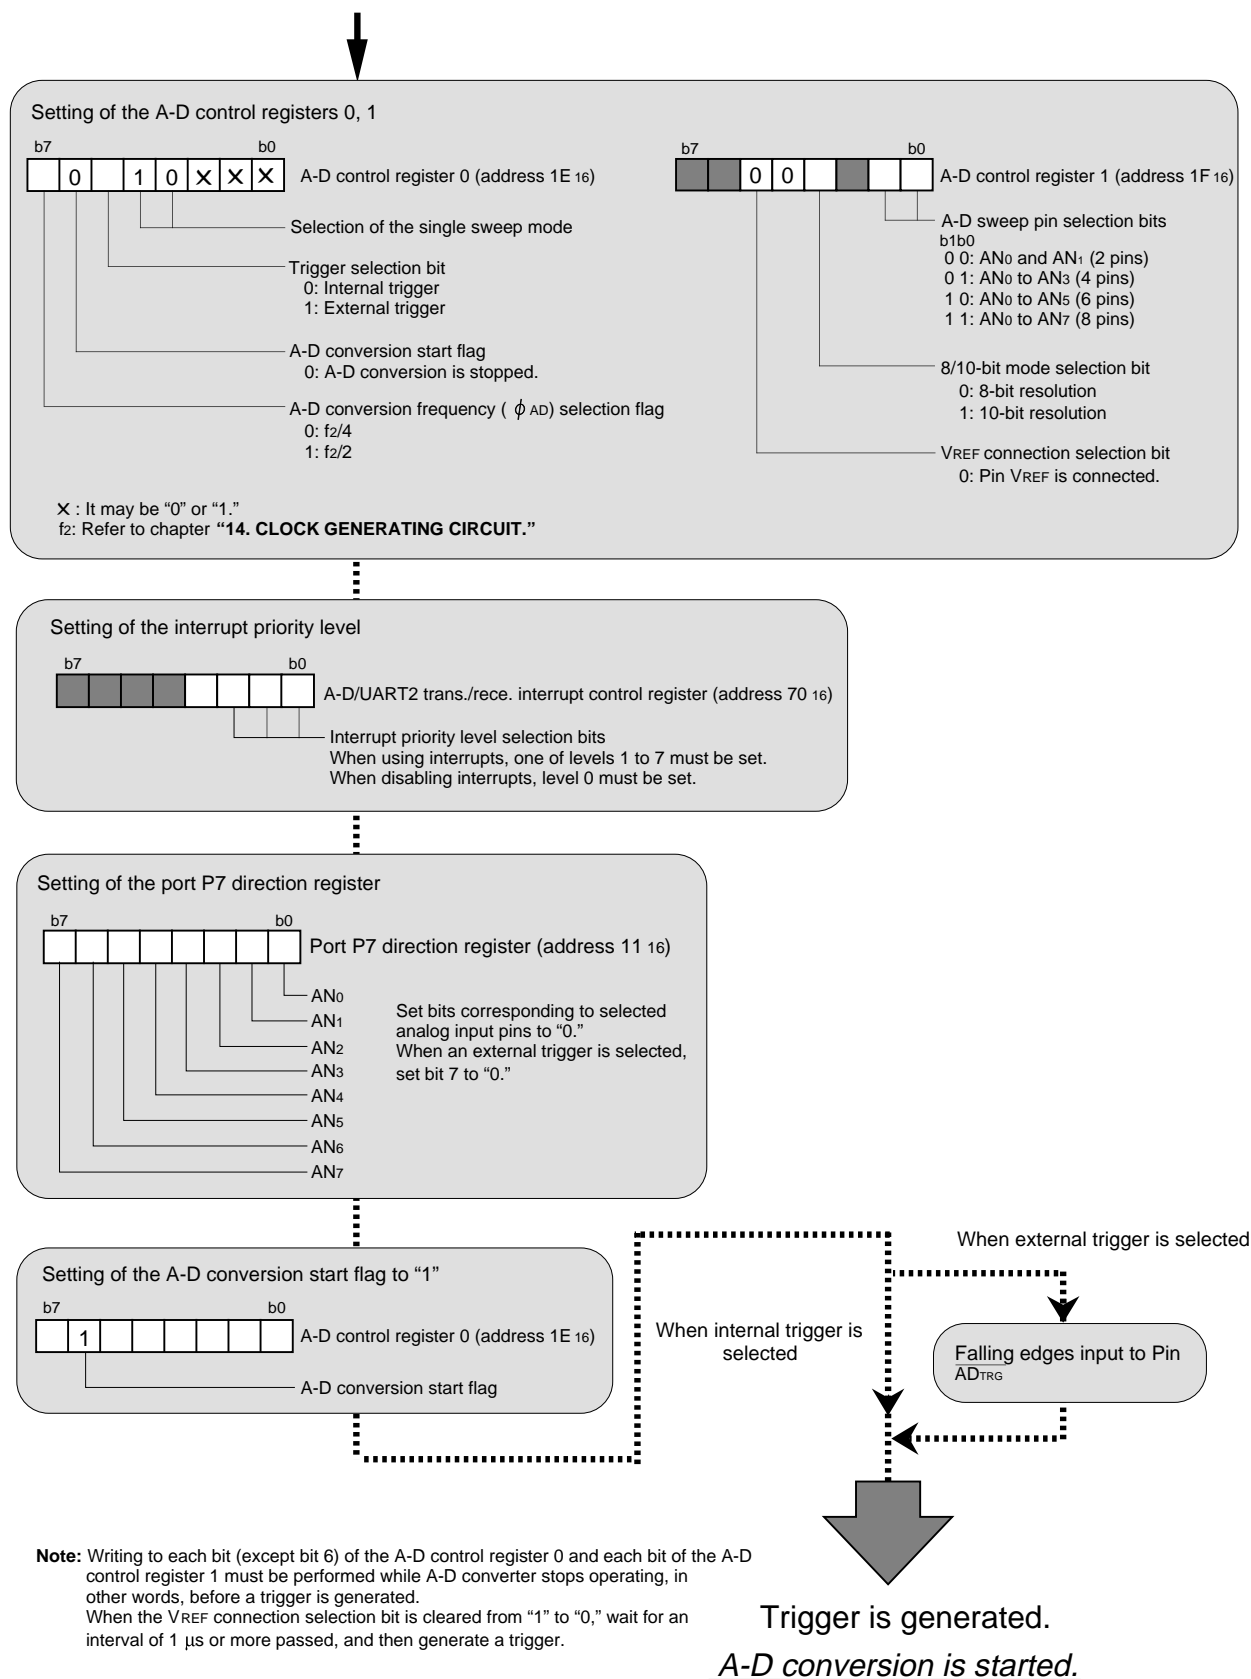 Setting of the A-D control registers 0, 1
b7 b0
0 1 0 × × ×
A-D control register 0 (address 1E 16)
Selection of the single sweep mode
Trigger selection bit
0: Internal trigger
1: External trigger
A-D conversion start flag
0: A-D conversion is stopped.
A-D conversion frequency ( ϕ AD) selection flag
0: f2/4
1: f2/2
b7 b0
0 0
A-D control register 1 (address 1F 16)
A-D sweep pin selection bits
b1b0
0 0: AN0 and AN1 (2 pins)
0 1: AN0 to AN3 (4 pins)
1 0: AN0 to AN5 (6 pins)
1 1: AN0 to AN7 (8 pins)
8/10-bit mode selection bit
0: 8-bit resolution
1: 10-bit resolution
VREF connection selection bit
0: Pin VREF is connected.
× : It may be “0” or “1.”
f2: Refer to chapter “14. CLOCK GENERATING CIRCUIT.”
Setting of the interrupt priority level
b7 b0
A-D/UART2 trans./rece. interrupt control register (address 70 16)
Interrupt priority level selection bits
When using interrupts, one of levels 1 to 7 must be set.
When disabling interrupts, level 0 must be set.
Setting of the port P7 direction register
b7 b0
Port P7 direction register (address 11 16)
AN0
AN1
AN2
AN3
AN4
AN5
AN6
AN7
Set bits corresponding to selected
analog input pins to “0.”
When an external trigger is selected,
set bit 7 to “0.”
Setting of the A-D conversion start flag to “1”
b7 b0
1
A-D control register 0 (address 1E 16)
A-D conversion start flag
When internal trigger is
selected
When external trigger is selected
Falling edges input to Pin
ADTRG
Note: Writing to each bit (except bit 6) of the A-D control register 0 and each bit of the A-D
control register 1 must be performed while A-D converter stops operating, in
other words, before a trigger is generated.
When the VREF connection selection bit is cleared from “1” to “0,” wait for an
interval of 1 µs or more passed, and then generate a trigger.
Trigger is generated.
A-D conversion is started.